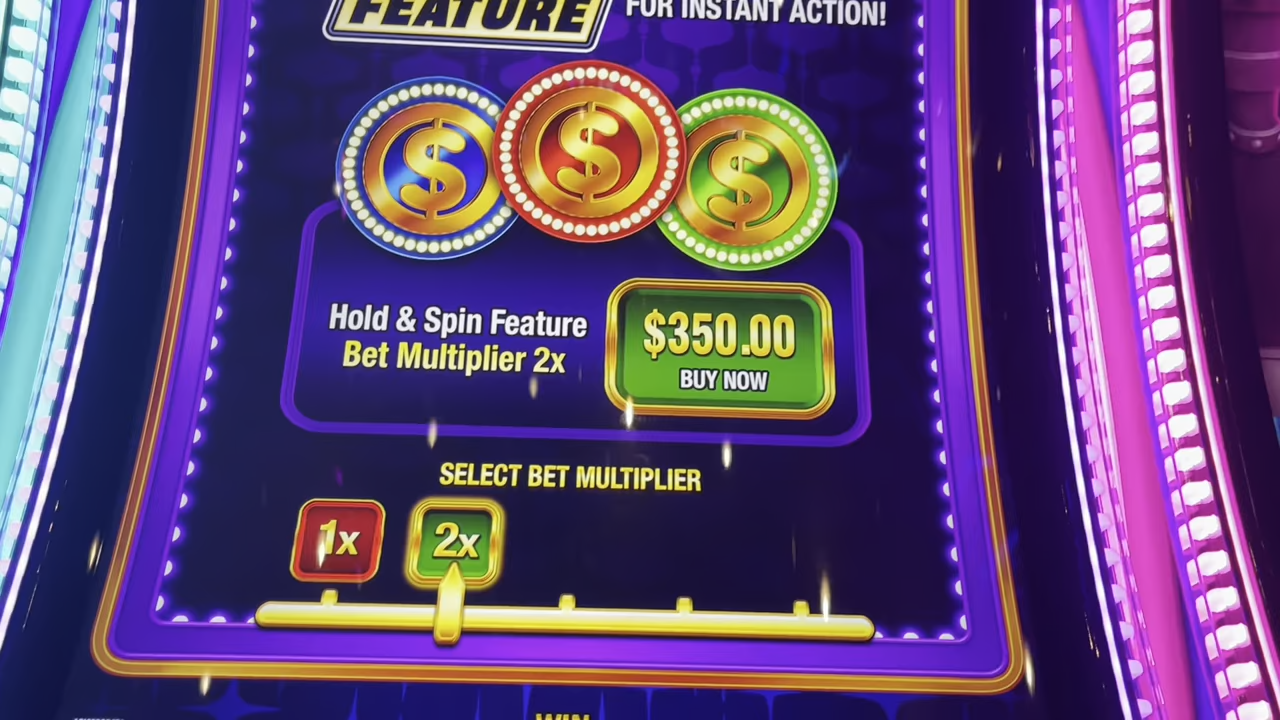 FEATURE
FOR INSTANT ACTION!
Hold & Spin Feature
Bet Multiplier 2x
$350.00
BUY NOW
SELECT BET MULTIPLIER
1x
2x
WIN